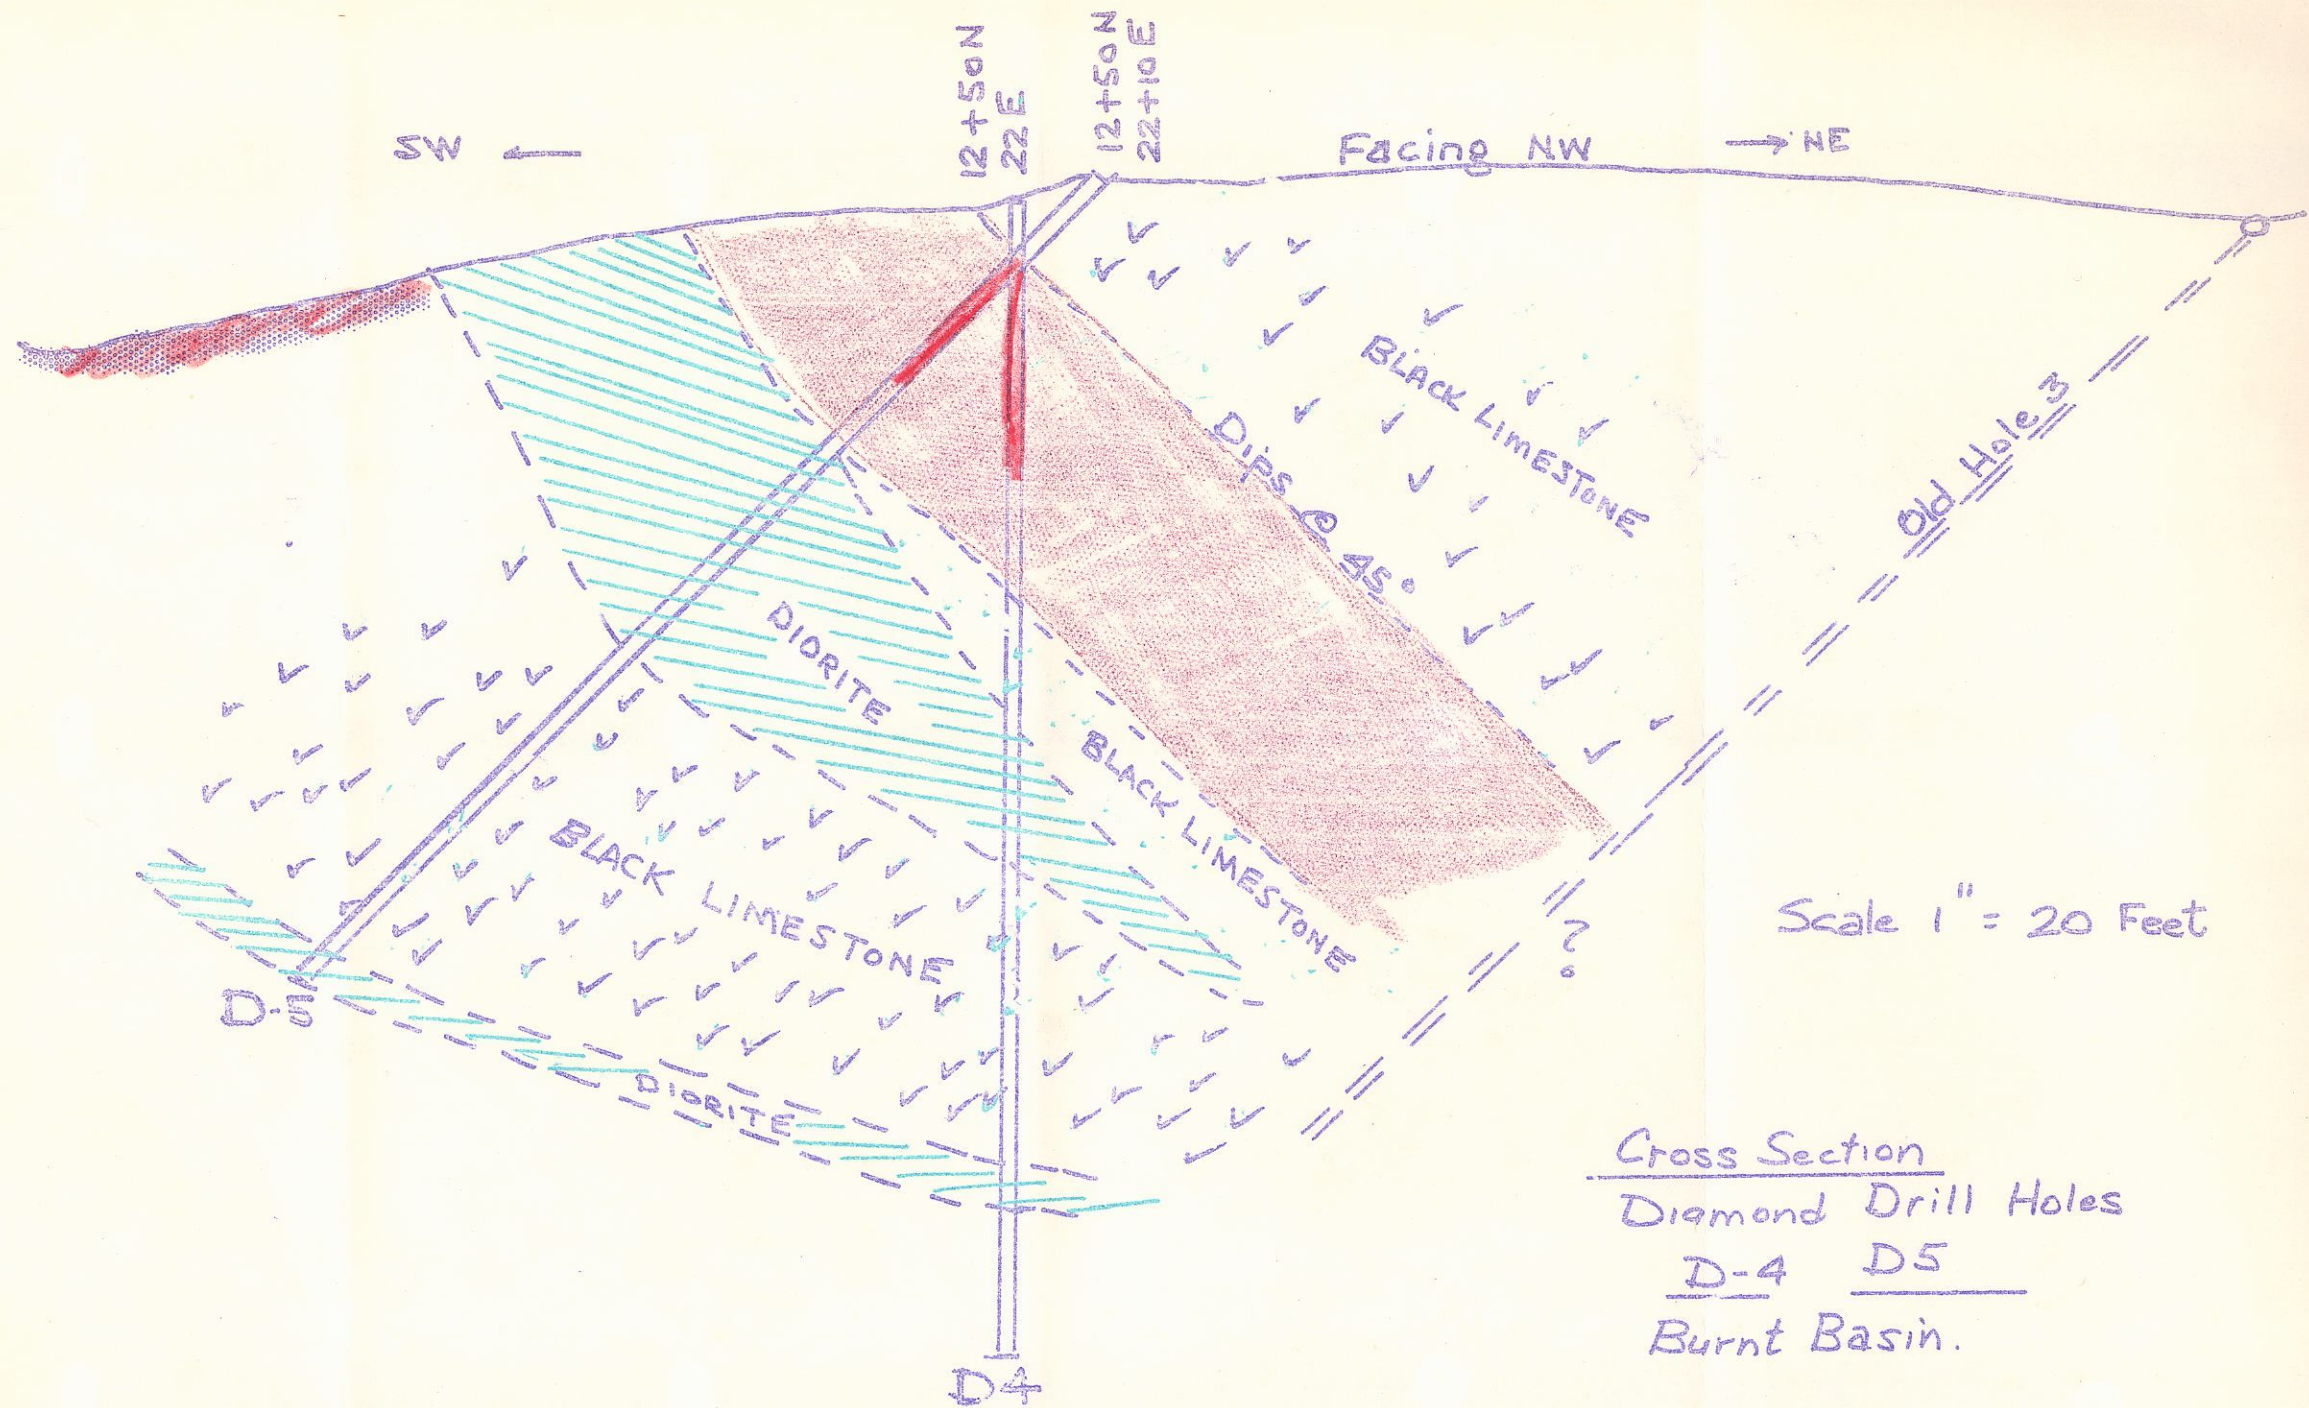 12+50N
22E
12+50N
22+10E
SW ←
Facing NW
→ NE
BLACK LIMESTONE
Dips @ 45°
Old Hole 3
DIORITE
BLACK LIMESTONE
BLACK LIMESTONE
?
Scale 1" = 20 Feet
D-5
DIORITE
D4
Cross Section
Diamond Drill Holes
D-4 D5
Burnt Basin.